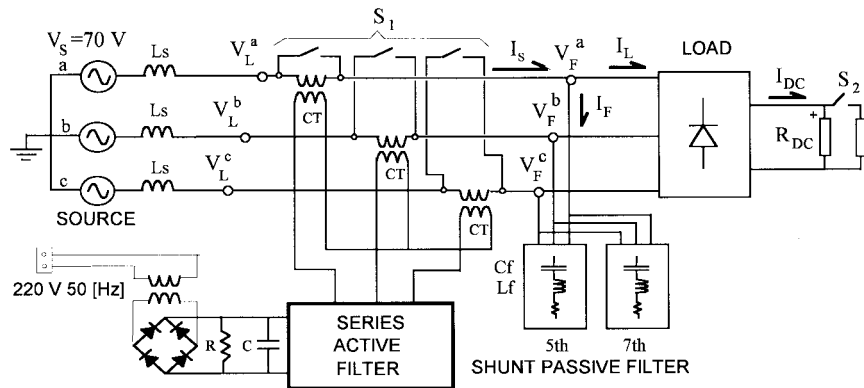 S1
VS=70 V
a
Ls
VLa
IS
VFa
IL
LOAD
CT
IF
IDC
S2
b
Ls
VLb
VFb
+
RDC
CT
c
Ls
VLc
VFc
SOURCE
CT
220 V 50 [Hz]
Cf
Lf
R
C
SERIES
ACTIVE
FILTER
5th
7th
SHUNT PASSIVE FILTER